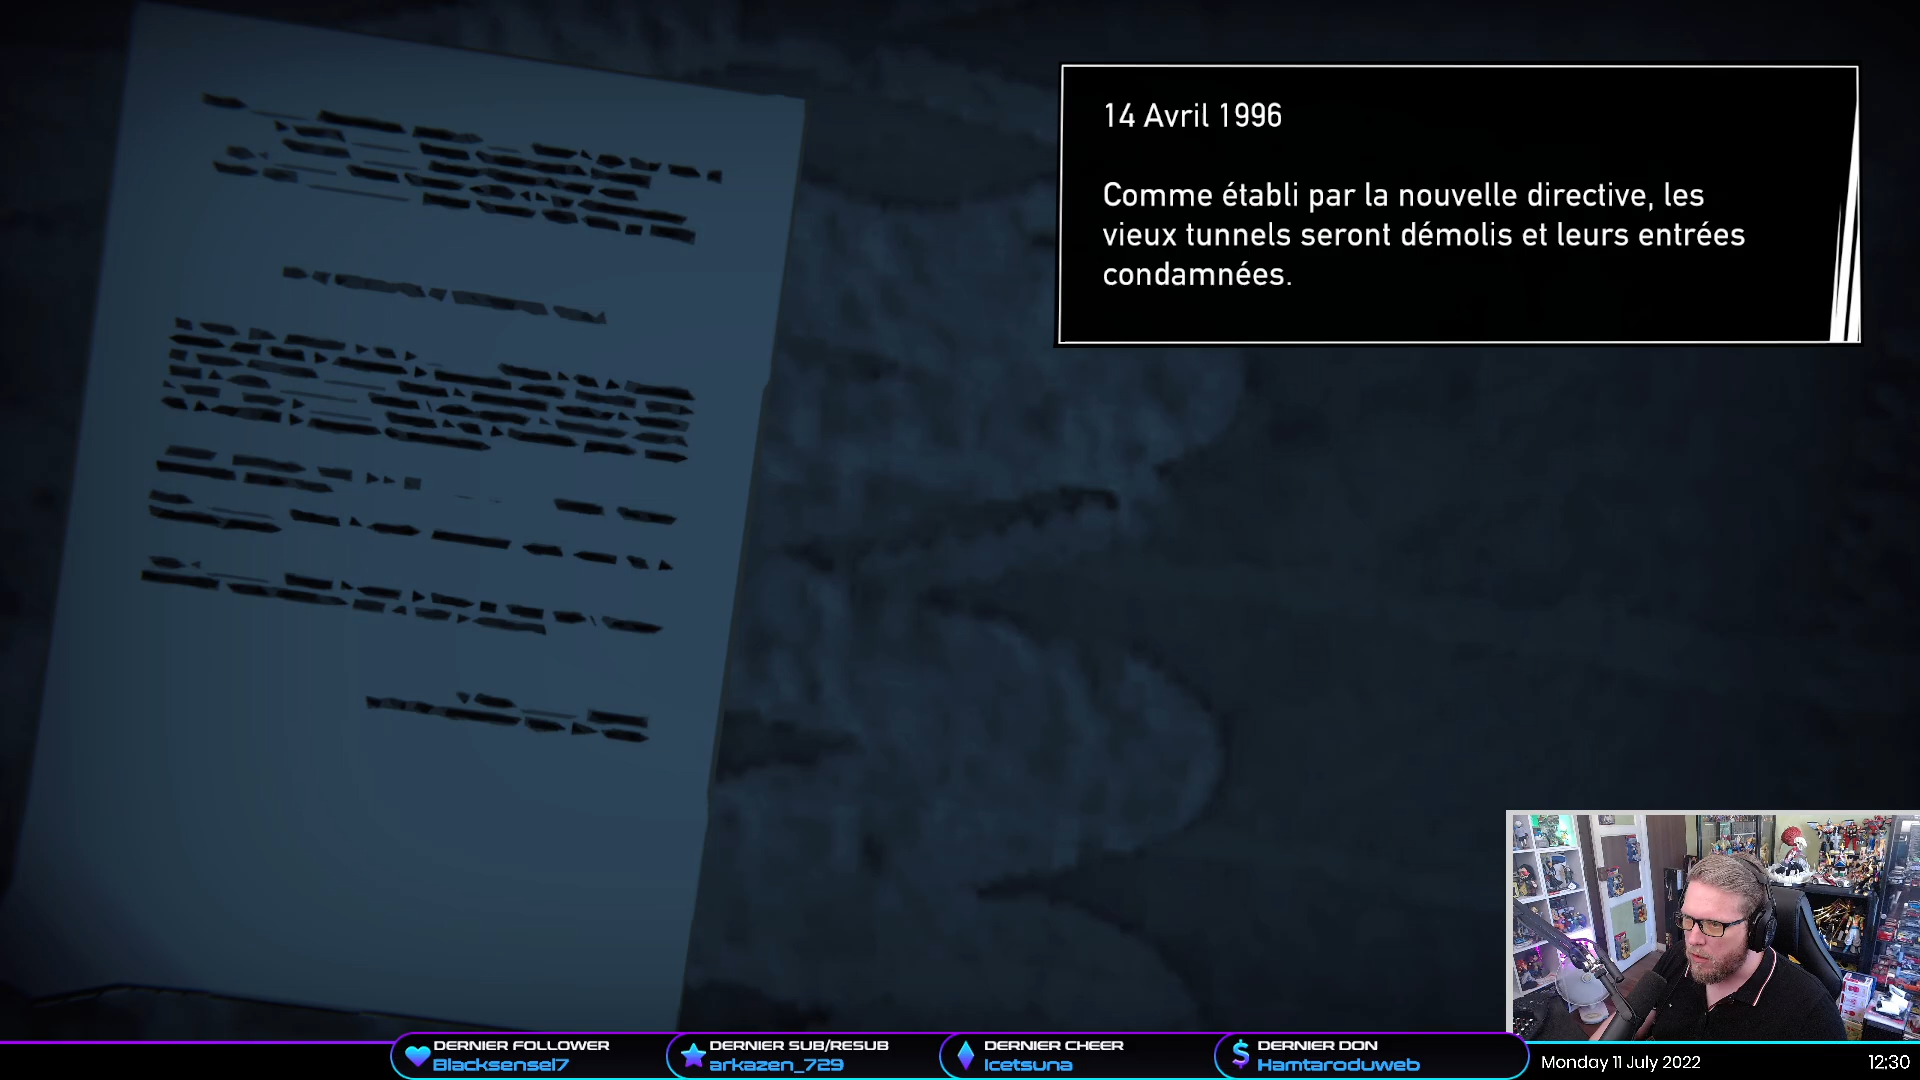 14 Avril 1996
Comme établi par la nouvelle directive, les
vieux tunnels seront démolis et leurs entrées
condamnées.
DERNIER FOLLOWER
Blacksense17
DERNIER SUB/RESUB
arkazen_729
DERNIER CHEER
Icetsuna
DERNIER DON
Hamtaroduweb
Monday 11 July 2022
12:30